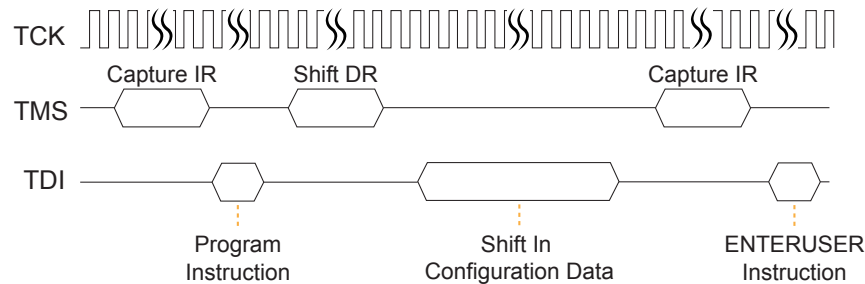 TCK
Capture IR Shift DR Capture IR
TMS
TDI
Program Shift In ENTERUSER
Instruction Configuration Data Instruction